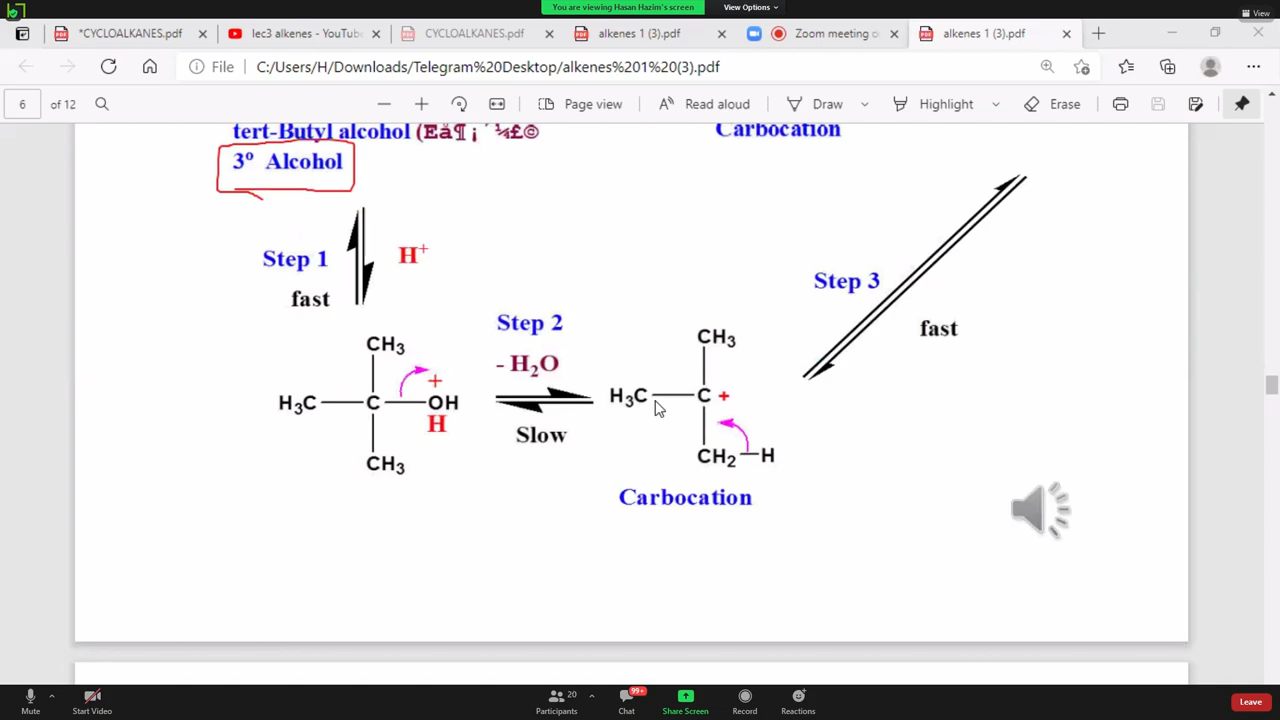 You are viewing Hasan Hazim's screen
View Options
View
*CYCLOALKANES.pdf
lec3 alkenes - YouTube
CYCLOALKANES.pdf
alkenes 1 (3).pdf
Zoom meeting o
alkenes 1 (3).pdf
File
C:/Users/H/Downloads/Telegram%20Desktop/alkenes%201%20(3).pdf
6 of 12
Page view
Read aloud
Draw
Highlight
Erase
tert-Butyl alcohol
Carbocation
3° Alcohol
Step 1
H+
fast
Step 2
- H2O
Slow
Step 3
fast
CH3
H3C C OH
+
H
CH3
CH3
H3C C +
CH2 H
Carbocation
Mute
Start Video
Participants 20
Chat 99+
Share Screen
Record
Reactions
Leave